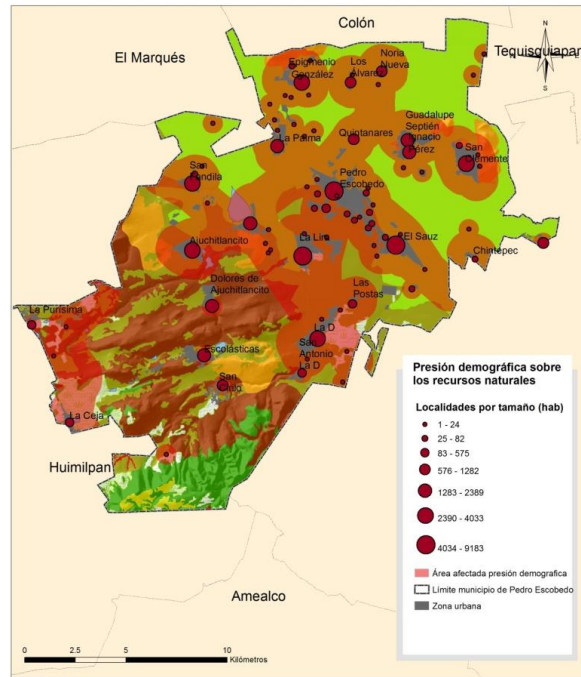 Colón
El Marqués
Tequisquiapan
N
S
Noria
Nueva
Los
Álvarez
Epigmenio
González
Guadalupe
Septién
Ignacio
Pérez
La Palma
Quintanares
San
Clemente
San
Fandila
Pedro
Escobedo
Ajuchitlancito
La Lira
El Sauz
Chintepec
Dolores de
Ajuchitlancito
Las
Postas
La Purísima
La D
San
Antonio
La D
Escolásticas
San
Cirilo
La Ceja
Huimilpan
Amealco
Presión demográfica sobre
los recursos naturales
Localidades por tamaño (hab)
1 - 24
25 - 82
83 - 575
576 - 1282
1283 - 2389
2390 - 4033
4034 - 9183
Área afectada presión demografica
Límite municipio de Pedro Escobedo
Zona urbana
0 2.5 5 10
Kilómetros